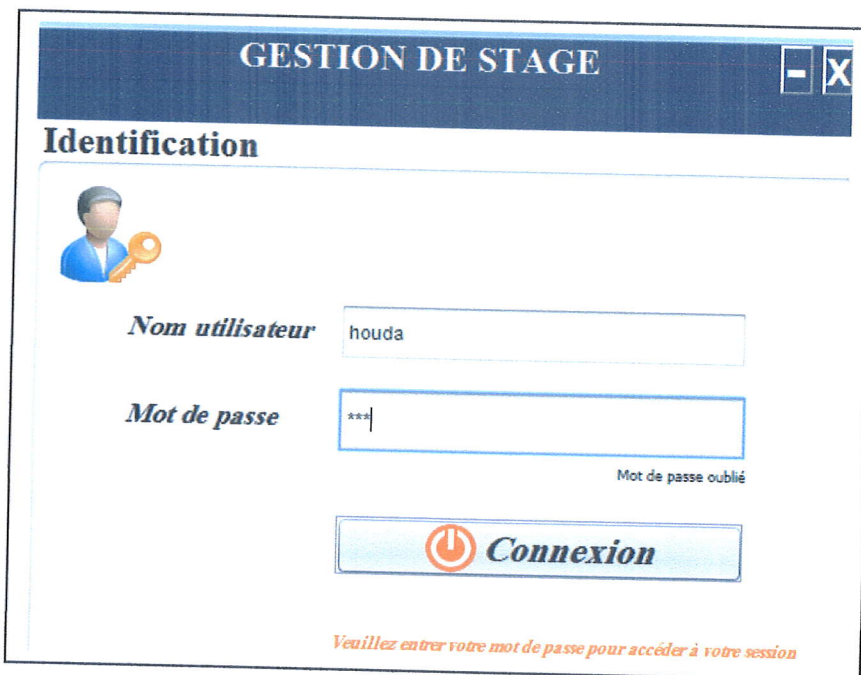 GESTION DE STAGE
- X
Identification
Nom utilisateur houda
Mot de passe ***
Mot de passe oublié
Connexion
Veuillez entrer votre mot de passe pour accéder à votre session